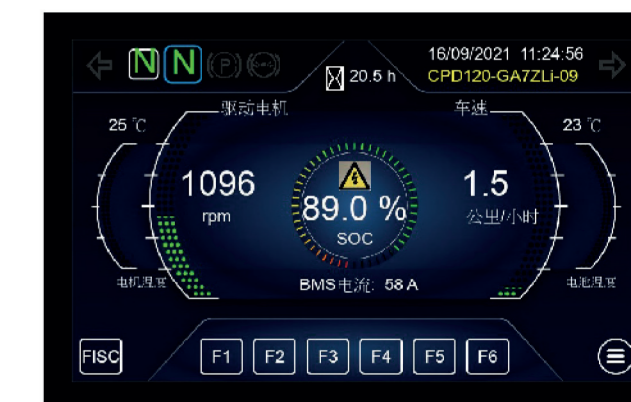 N N (P)
16/09/2021 11:24:56
20.5 h
CPD120-GA7ZLi-09
驱动电机
车速
25 ℃
23 ℃
1096
rpm
89.0 %
SOC
1.5
公里/小时
电机温度
BMS电流: 58 A
电池温度
FISC
F1 F2 F3 F4 F5 F6